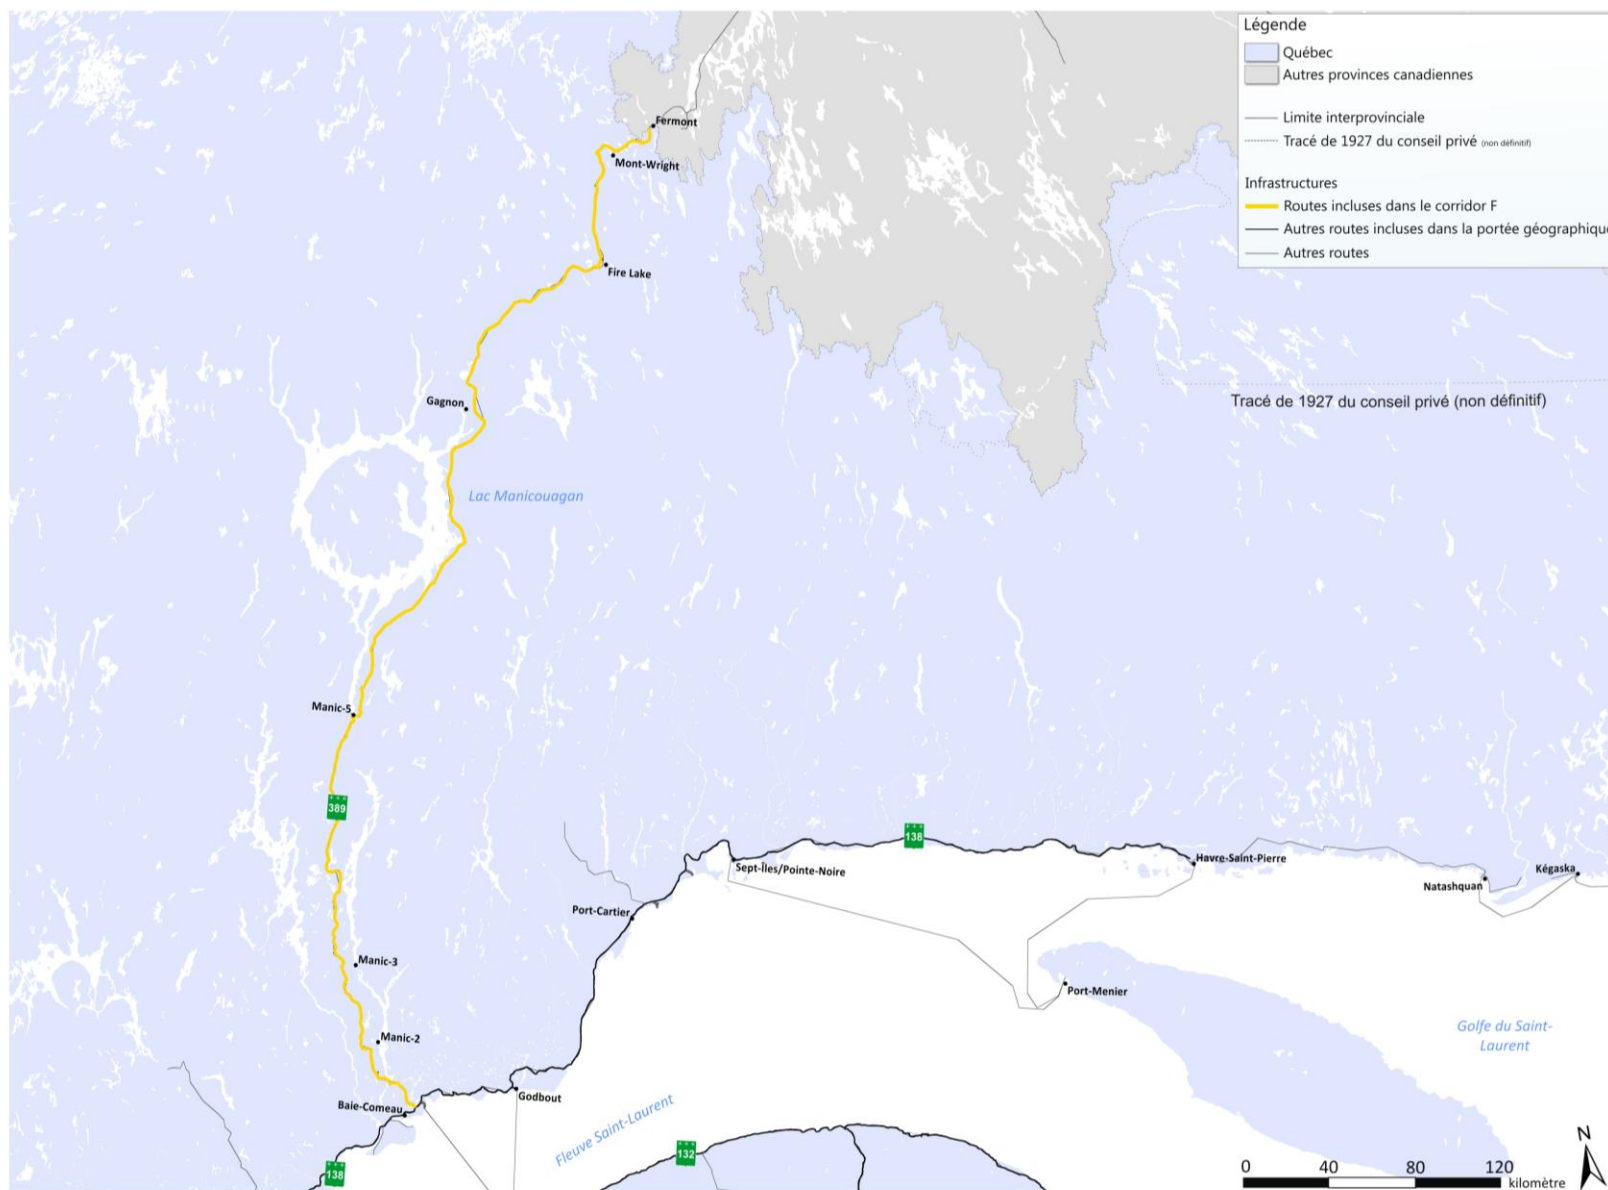 Légende
Québec
Autres provinces canadiennes
Limite interprovinciale
Tracé de 1927 du conseil privé (non définitif)
Infrastructures
Routes incluses dans le corridor F
Autres routes incluses dans la portée géographique
Autres routes
Fermont
Mont-Wright
Fire Lake
Gagnon
Tracé de 1927 du conseil privé (non définitif)
Lac Manicouagan
Manic-5
389
138
Sept-Îles/Pointe-Noire
Havre-Saint-Pierre
Kégaska
Natashquan
Port-Cartier
Manic-3
Port-Menier
Manic-2
Golfe du Saint-
Laurent
Godbout
Baie-Comeau
Fleuve Saint-Laurent
132
138
N
0 40 80 120
kilomètre